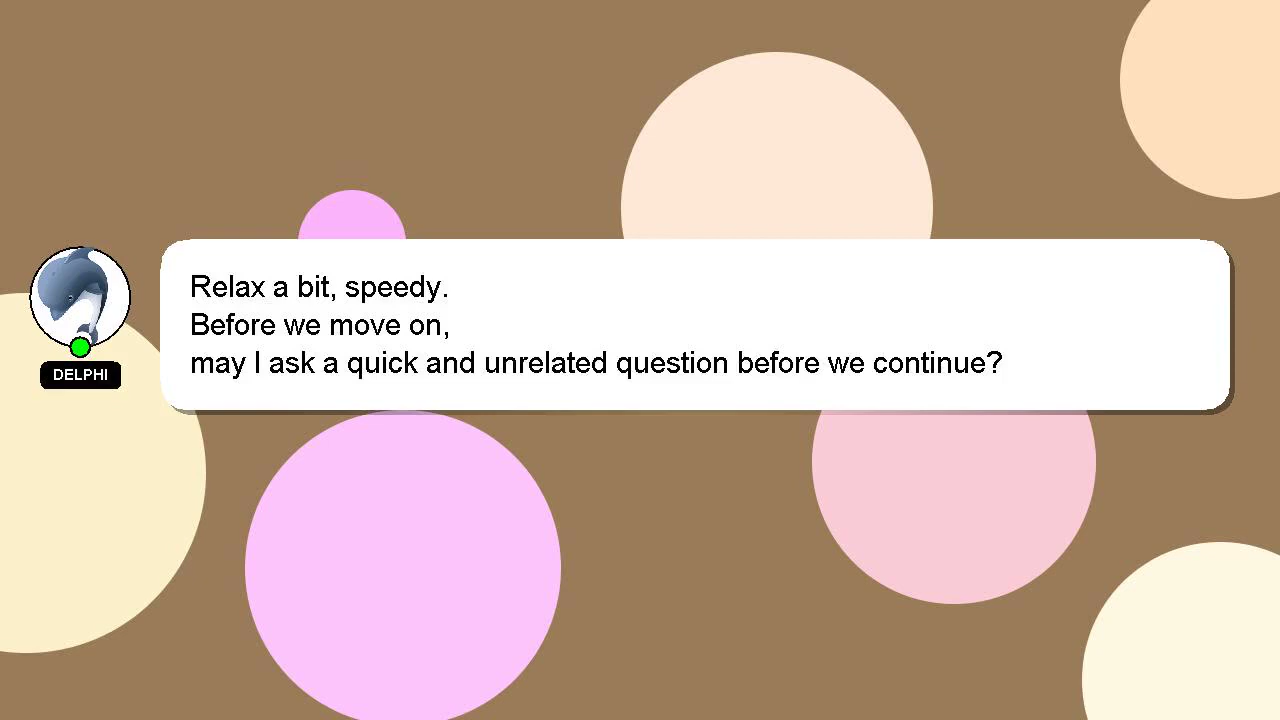 Relax a bit, speedy.
Before we move on,
may I ask a quick and unrelated question before we continue?
DELPHI